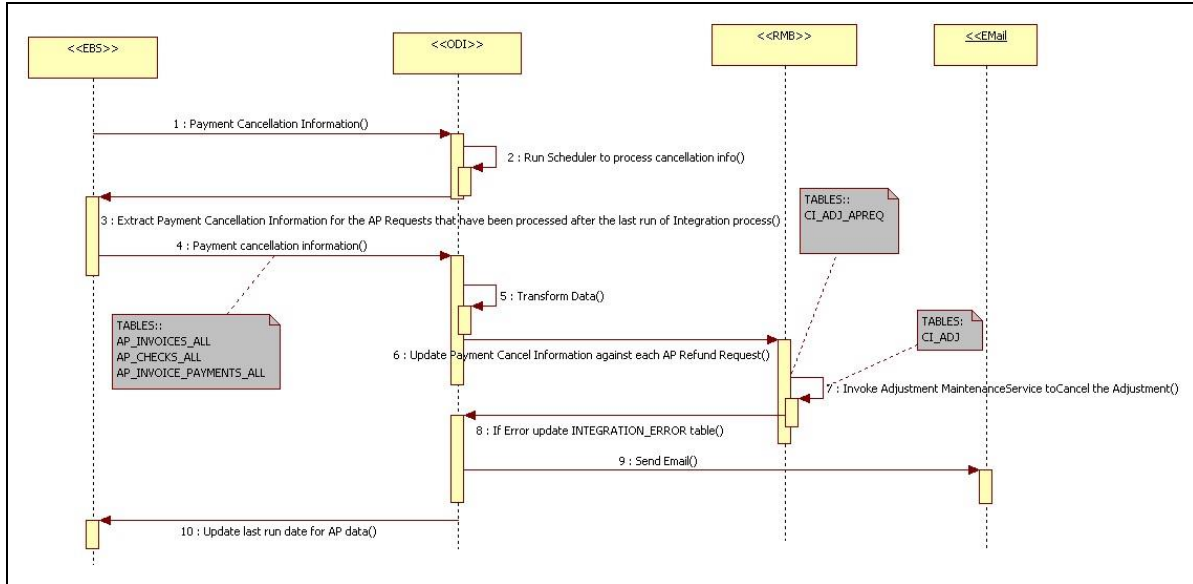 <<EBS>>
<<ODI>>
<<RMB>>
<<EMail
1 : Payment Cancellation Information()
2 : Run Scheduler to process cancellation info()
3 : Extract Payment Cancellation Information for the AP Requests that have been processed after the last run of Integration process()
TABLES::
CI_ADJ_APREQ
4 : Payment cancellation information()
5 : Transform Data()
TABLES::
AP_INVOICES_ALL
AP_CHECKS_ALL
AP_INVOICE_PAYMENTS_ALL
TABLES:
CI_ADJ
6 : Update Payment Cancel Information against each AP Refund Request()
7 : Invoke Adjustment MaintenanceService toCancel the Adjustment()
8 : If Error update INTEGRATION_ERROR table()
9 : Send Email()
10 : Update last run date for AP data()